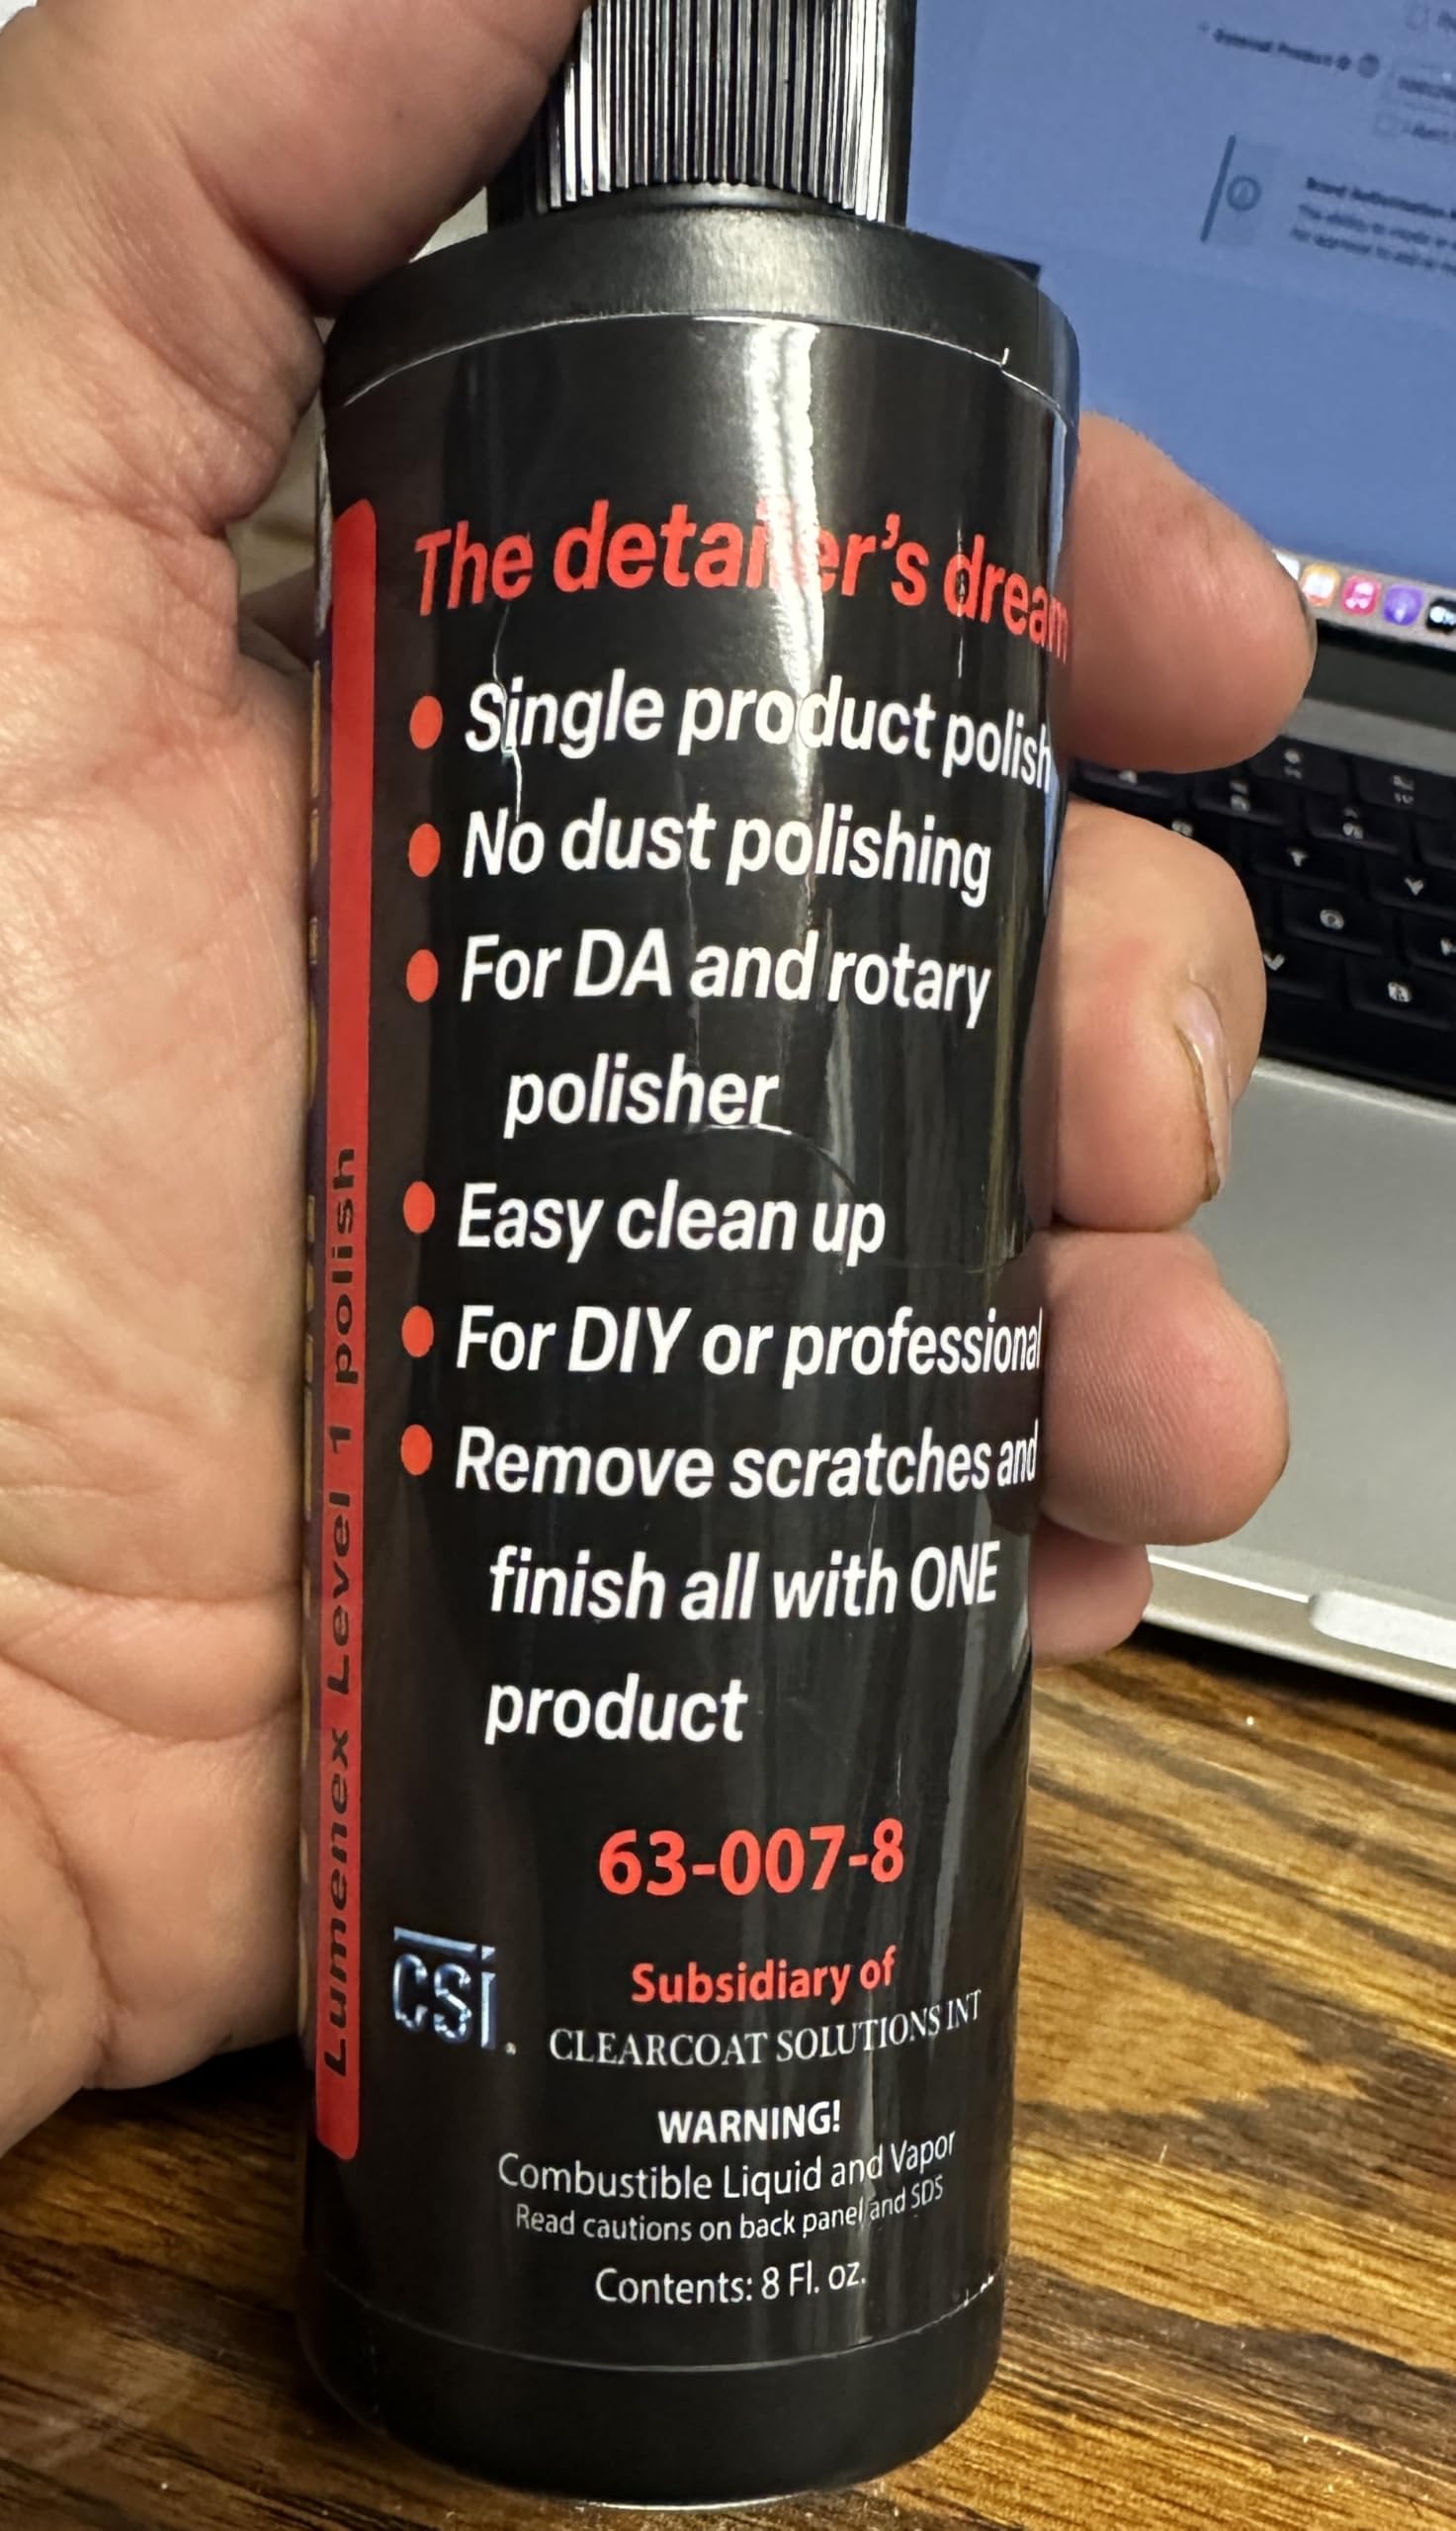 The detailer's dream
Single product polish
No dust polishing
For DA and rotary
polisher
Easy clean up
For DIY or professional
Remove scratches and
finish all with ONE
product
63-007-8
CSi
Subsidiary of
CLEARCOAT SOLUTIONS INT
WARNING!
Combustible Liquid and Vapor
Read cautions on back panel and SDS
Contents: 8 Fl. oz.
Lumenex Level 1 polish
External Product ID